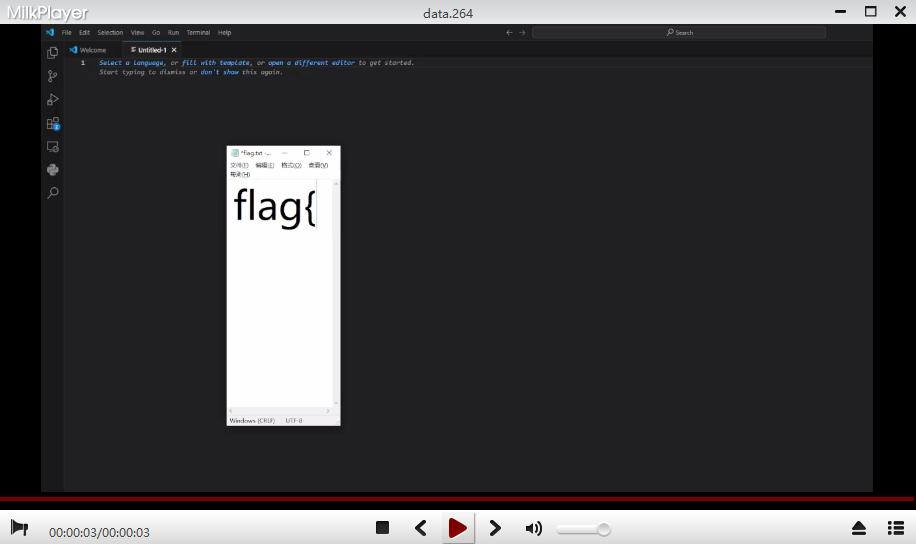 MilkPlayer
data.264
File Edit Selection View Go Run Terminal Help
Search
Welcome
Untitled-1
1 Select a language, or fill with template, or open a different editor to get started.
Start typing to dismiss or don't show this again.
*flag.txt -...
文件(F) 编辑(E) 格式(O) 查看(V)
帮助(H)
flag{
Windows (CRLF) UTF-8
00:00:03/00:00:03